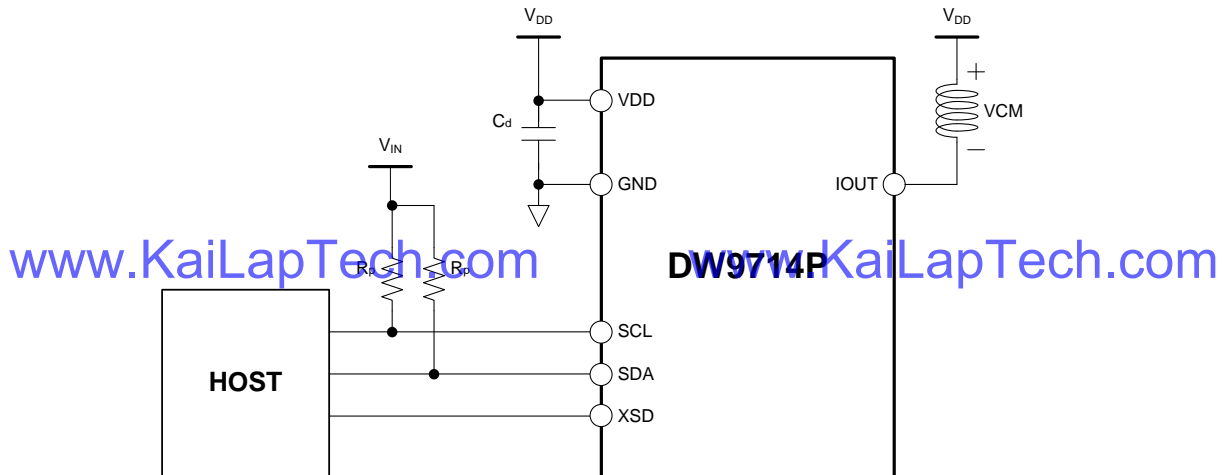 VDD
VDD
VDD
Cd
VCM
VIN
GND
IOUT
www.KaiLapTech.com
Rp
Rp
DW9714P
www.KaiLapTech.com
SCL
HOST
SDA
XSD